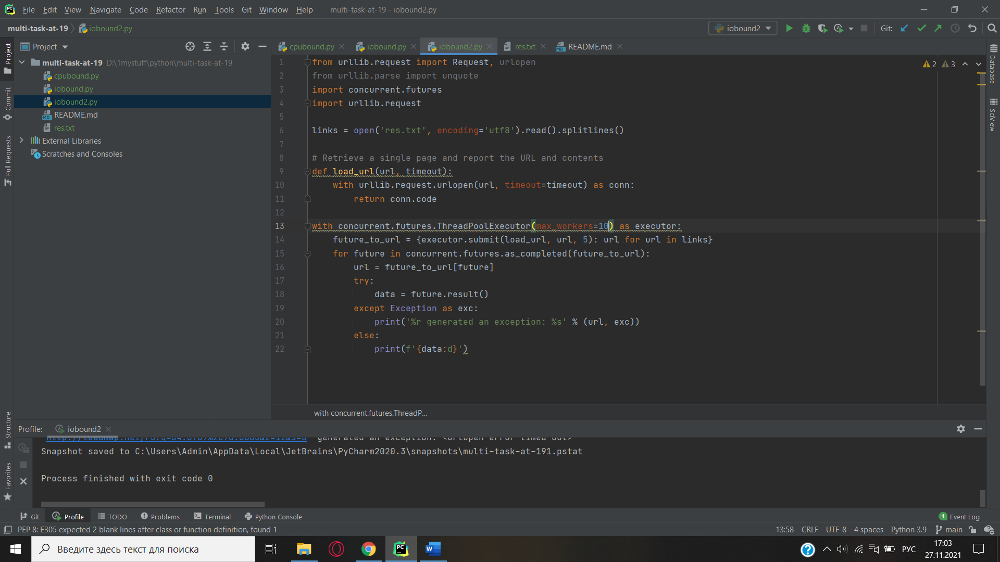 File Edit View Navigate Code Refactor Run Tools Git Window Help multi-task-at-19 - iobound2.py
multi-task-at-19 iobound2.py iobound2 Git:
Project cpubound.py iobound.py iobound2.py res.txt README.md
multi-task-at-19 D:\1mystuff\python\multi-task-at-19
cpubound.py
iobound.py
iobound2.py
README.md
res.txt
External Libraries
Scratches and Consoles
Project
Commit
Pull Requests
Structure
Favorites
Database
SciView
2 3
1 from urllib.request import Request, urlopen
2 from urllib.parse import unquote
3 import concurrent.futures
4 import urllib.request
5
6 links = open('res.txt', encoding='utf8').read().splitlines()
7
8 # Retrieve a single page and report the URL and contents
9 def load_url(url, timeout):
10 with urllib.request.urlopen(url, timeout=timeout) as conn:
11 return conn.code
12
13 with concurrent.futures.ThreadPoolExecutor(max_workers=10) as executor:
14 future_to_url = {executor.submit(load_url, url, 5): url for url in links}
15 for future in concurrent.futures.as_completed(future_to_url):
16 url = future_to_url[future]
17 try:
18 data = future.result()
19 except Exception as exc:
20 print('%r generated an exception: %s' % (url, exc))
21 else:
22 print(f'{data:d}')
with concurrent.futures.ThreadP...
Profile: iobound2
generated an exception: <urlopen error timed out>
Snapshot saved to C:\Users\Admin\AppData\Local\JetBrains\PyCharm2020.3\snapshots\multi-task-at-191.pstat
Process finished with exit code 0
Git Profile TODO Problems Terminal Python Console 1 Event Log
PEP 8: E305 expected 2 blank lines after class or function definition, found 1 13:58 CRLF UTF-8 4 spaces Python 3.9 main
Введите здесь текст для поиска
РУС
17:03
27.11.2021